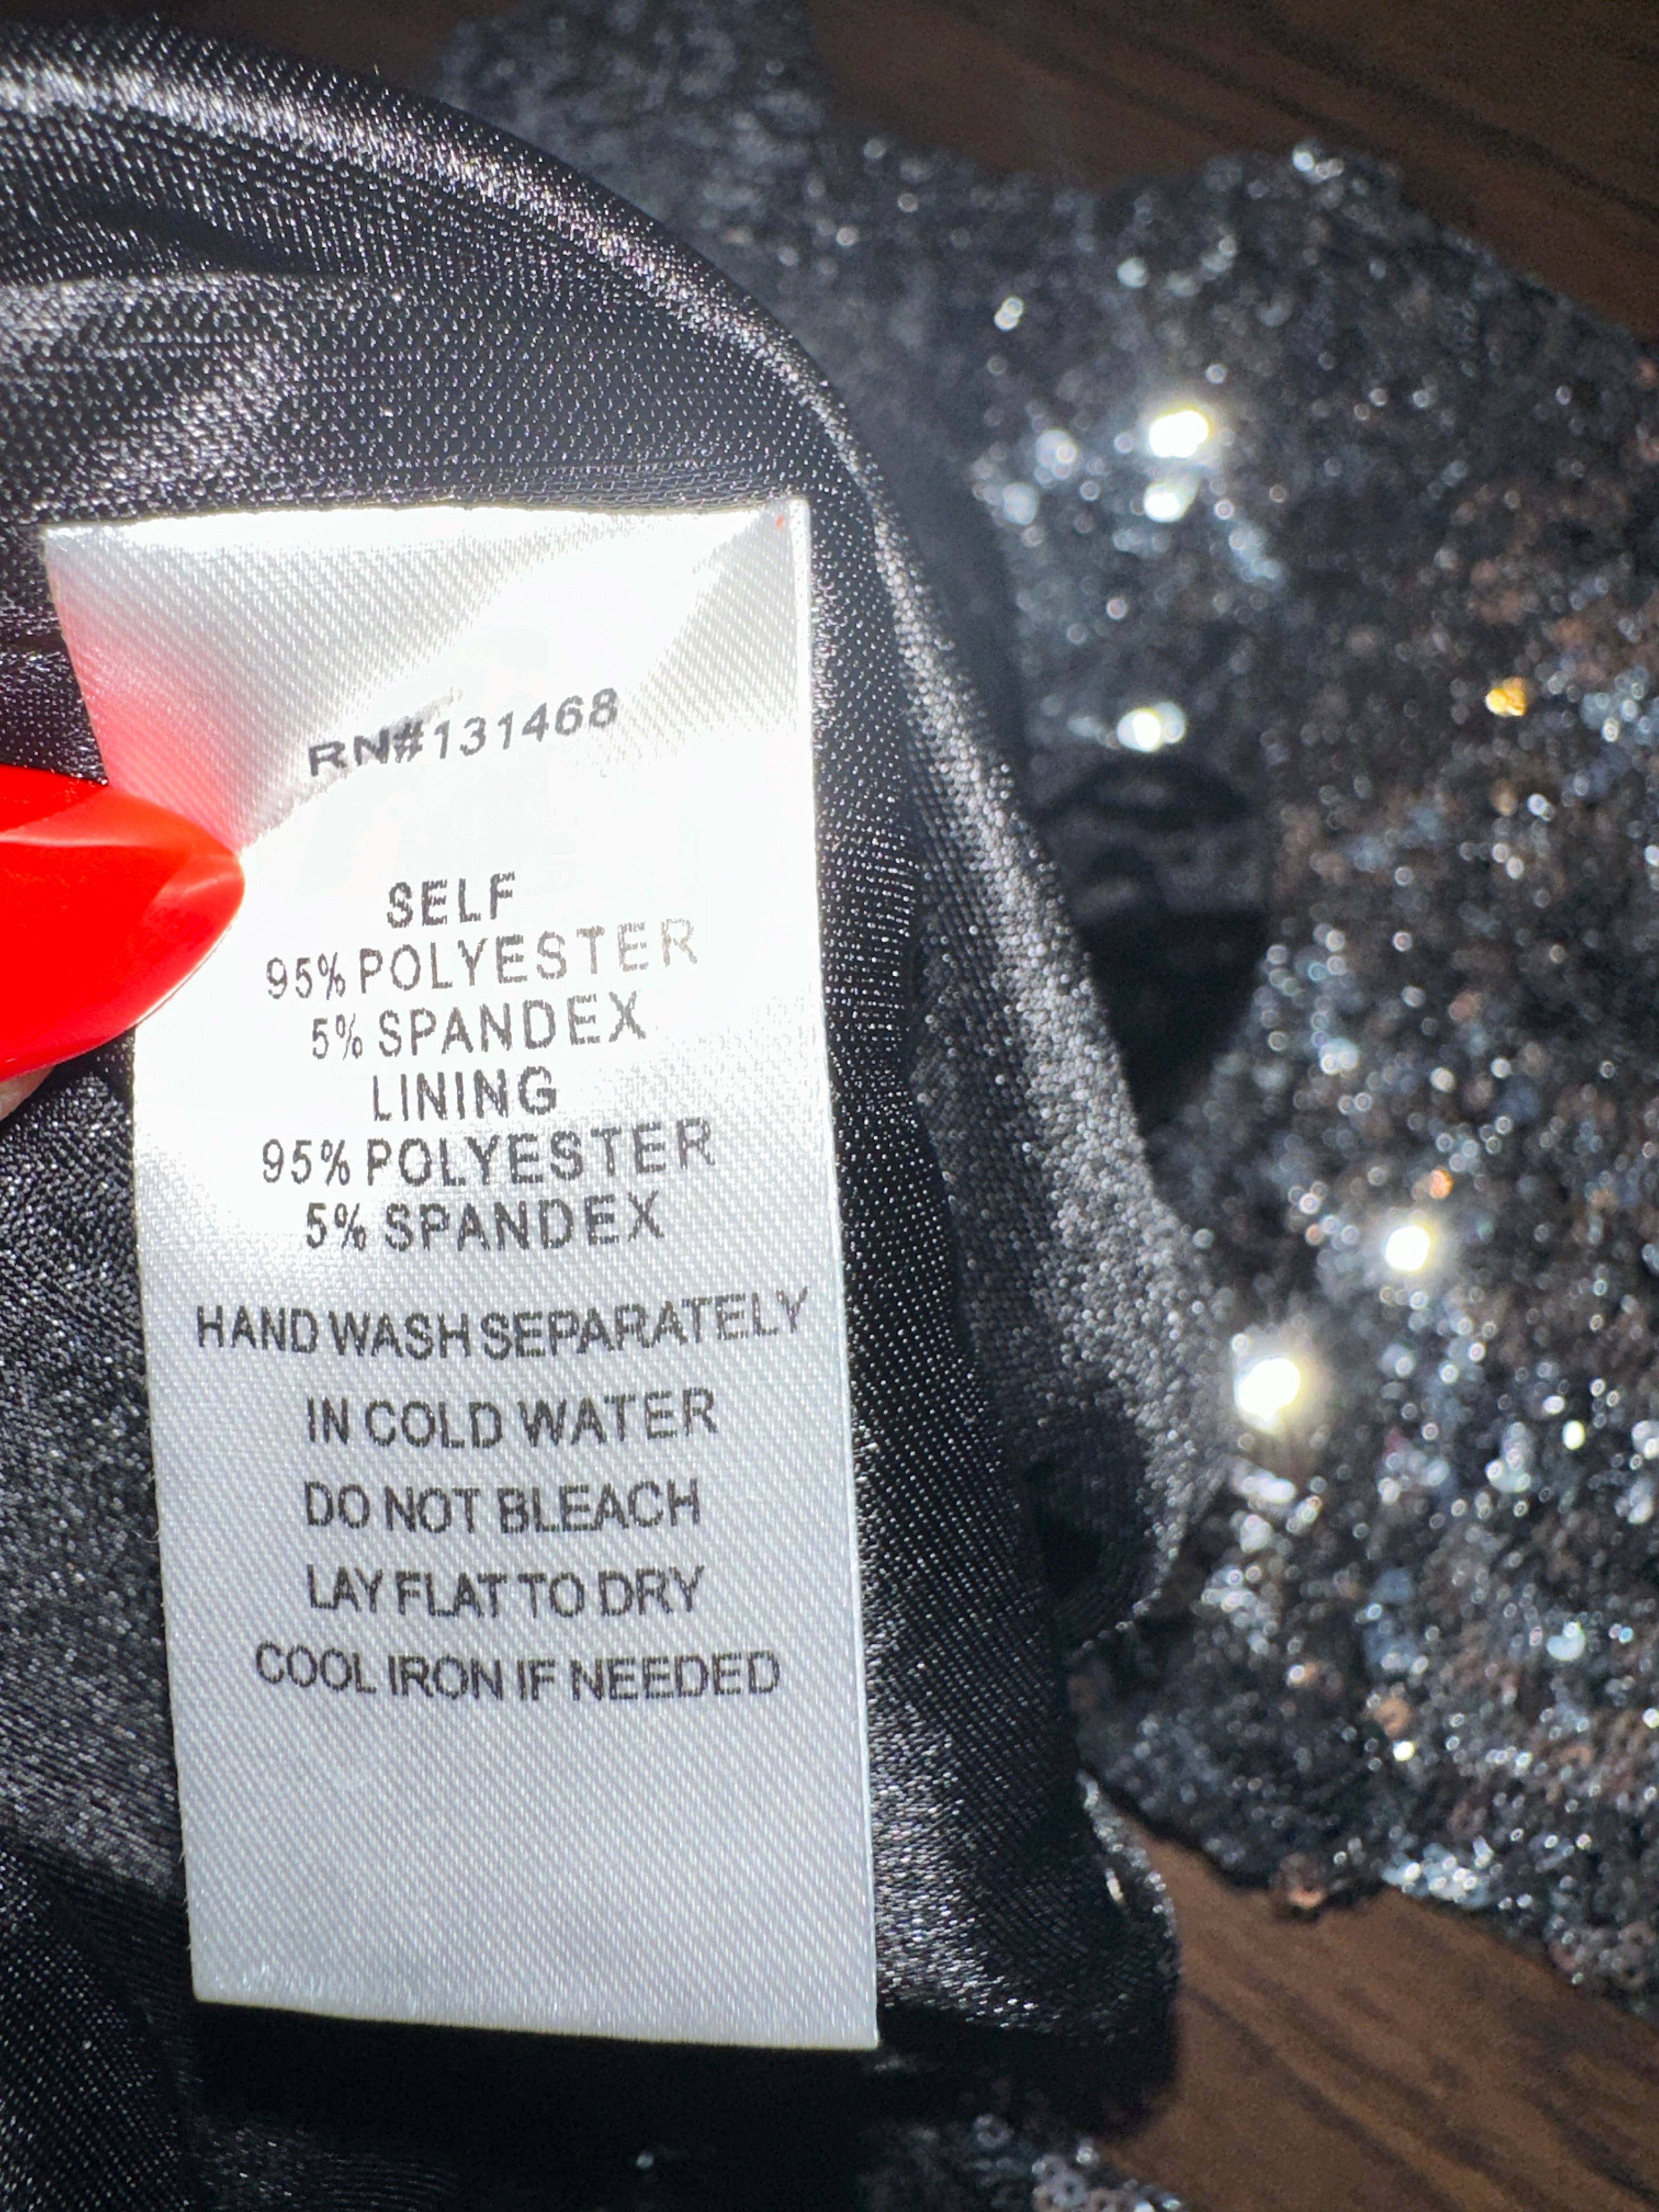 RN#131468
SELF
95% POLYESTER
5% SPANDEX
LINING
95% POLYESTER
5% SPANDEX
HAND WASH SEPARATELY
IN COLD WATER
DO NOT BLEACH
LAY FLAT TO DRY
COOL IRON IF NEEDED